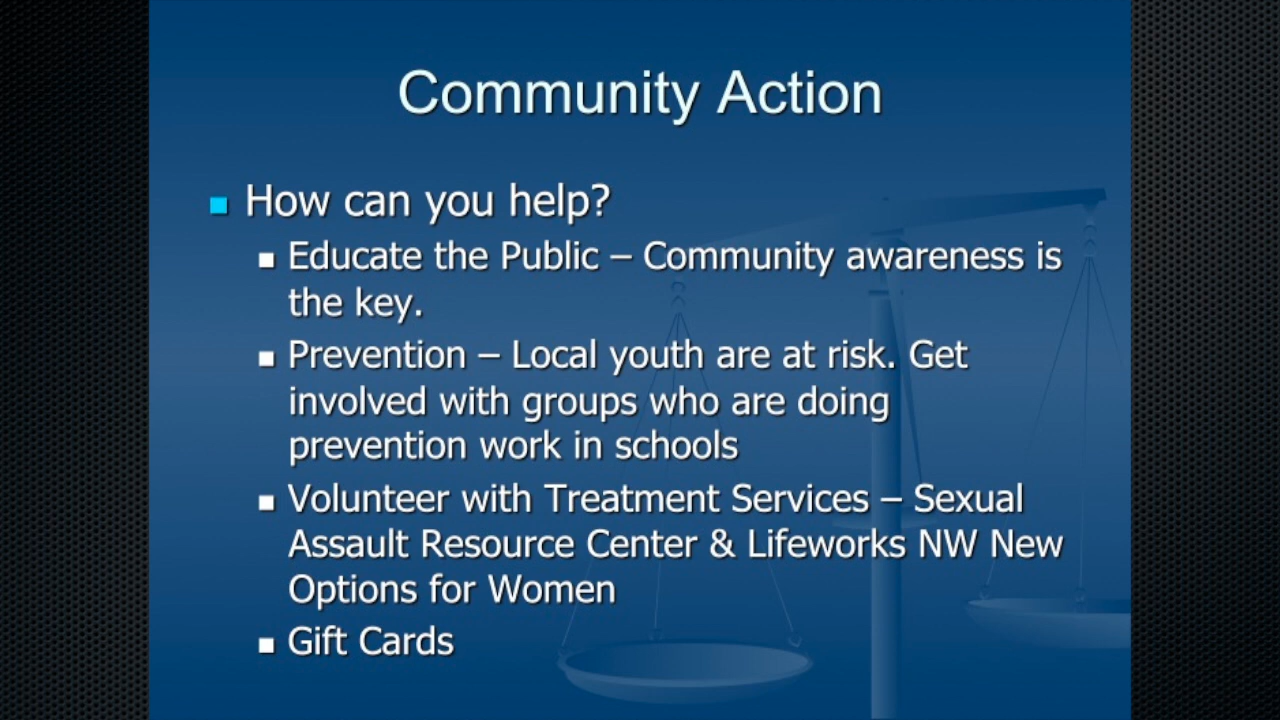 Community Action
How can you help?
Educate the Public – Community awareness is
the key.
Prevention – Local youth are at risk. Get
involved with groups who are doing
prevention work in schools
Volunteer with Treatment Services – Sexual
Assault Resource Center & Lifeworks NW New
Options for Women
Gift Cards